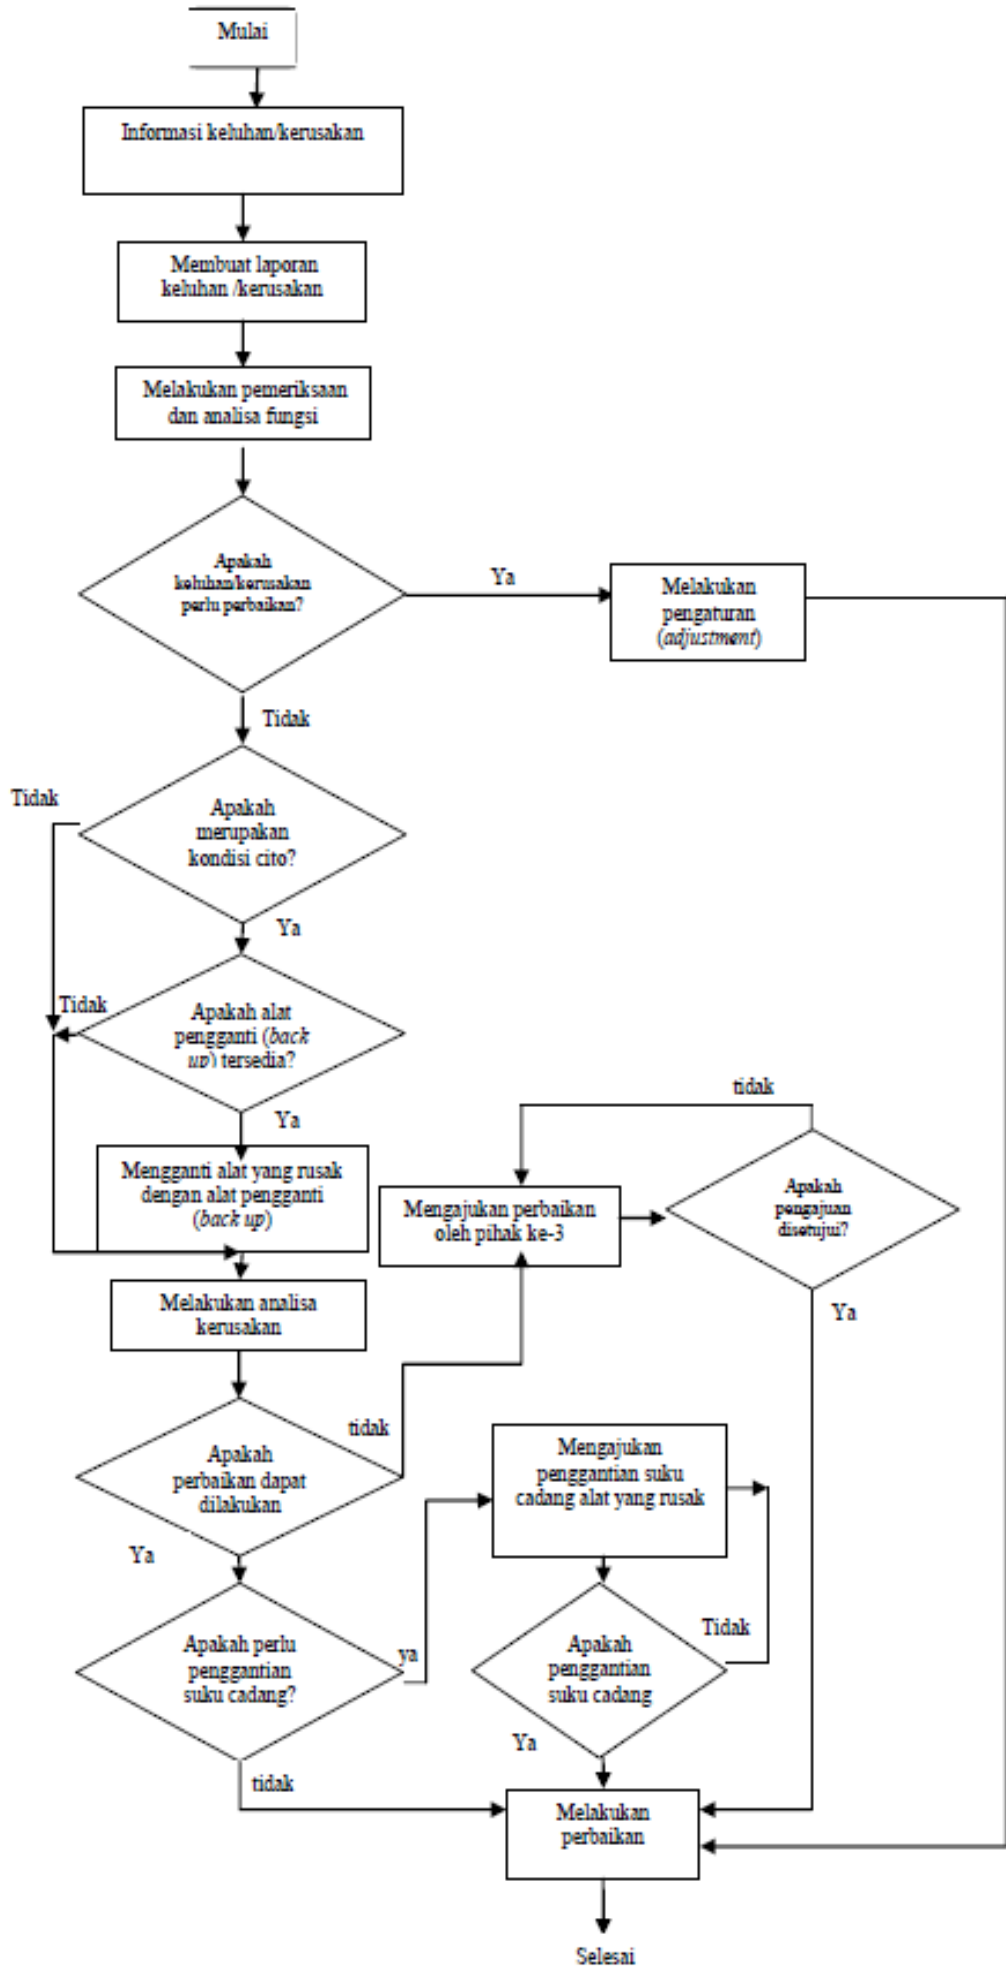 Mulai
Informasi keluhan/kerusakan
Membuat laporan
keluhan /kerusakan
Melakukan pemeriksaan
dan analisa fungsi
Apakah
keluhan/kerusakan
perlu perbaikan?
Ya
Melakukan
pengaturan
(adjustment)
Tidak
Apakah
merupakan
kondisi cito?
Tidak
Ya
Apakah alat
pengganti (back
up) tersedia?
Tidak
Ya
Mengganti alat yang rusak
dengan alat pengganti
(back up)
Mengajukan perbaikan
oleh pihak ke-3
tidak
Apakah
pengajuan
disetujui?
Ya
Melakukan analisa
kerusakan
Apakah
perbaikan dapat
dilakukan
tidak
Ya
Mengajukan
penggantian suku
cadang alat yang rusak
Apakah perlu
penggantian
suku cadang?
ya
Apakah
penggantian
suku cadang
Tidak
Ya
tidak
Melakukan
perbaikan
Selesai